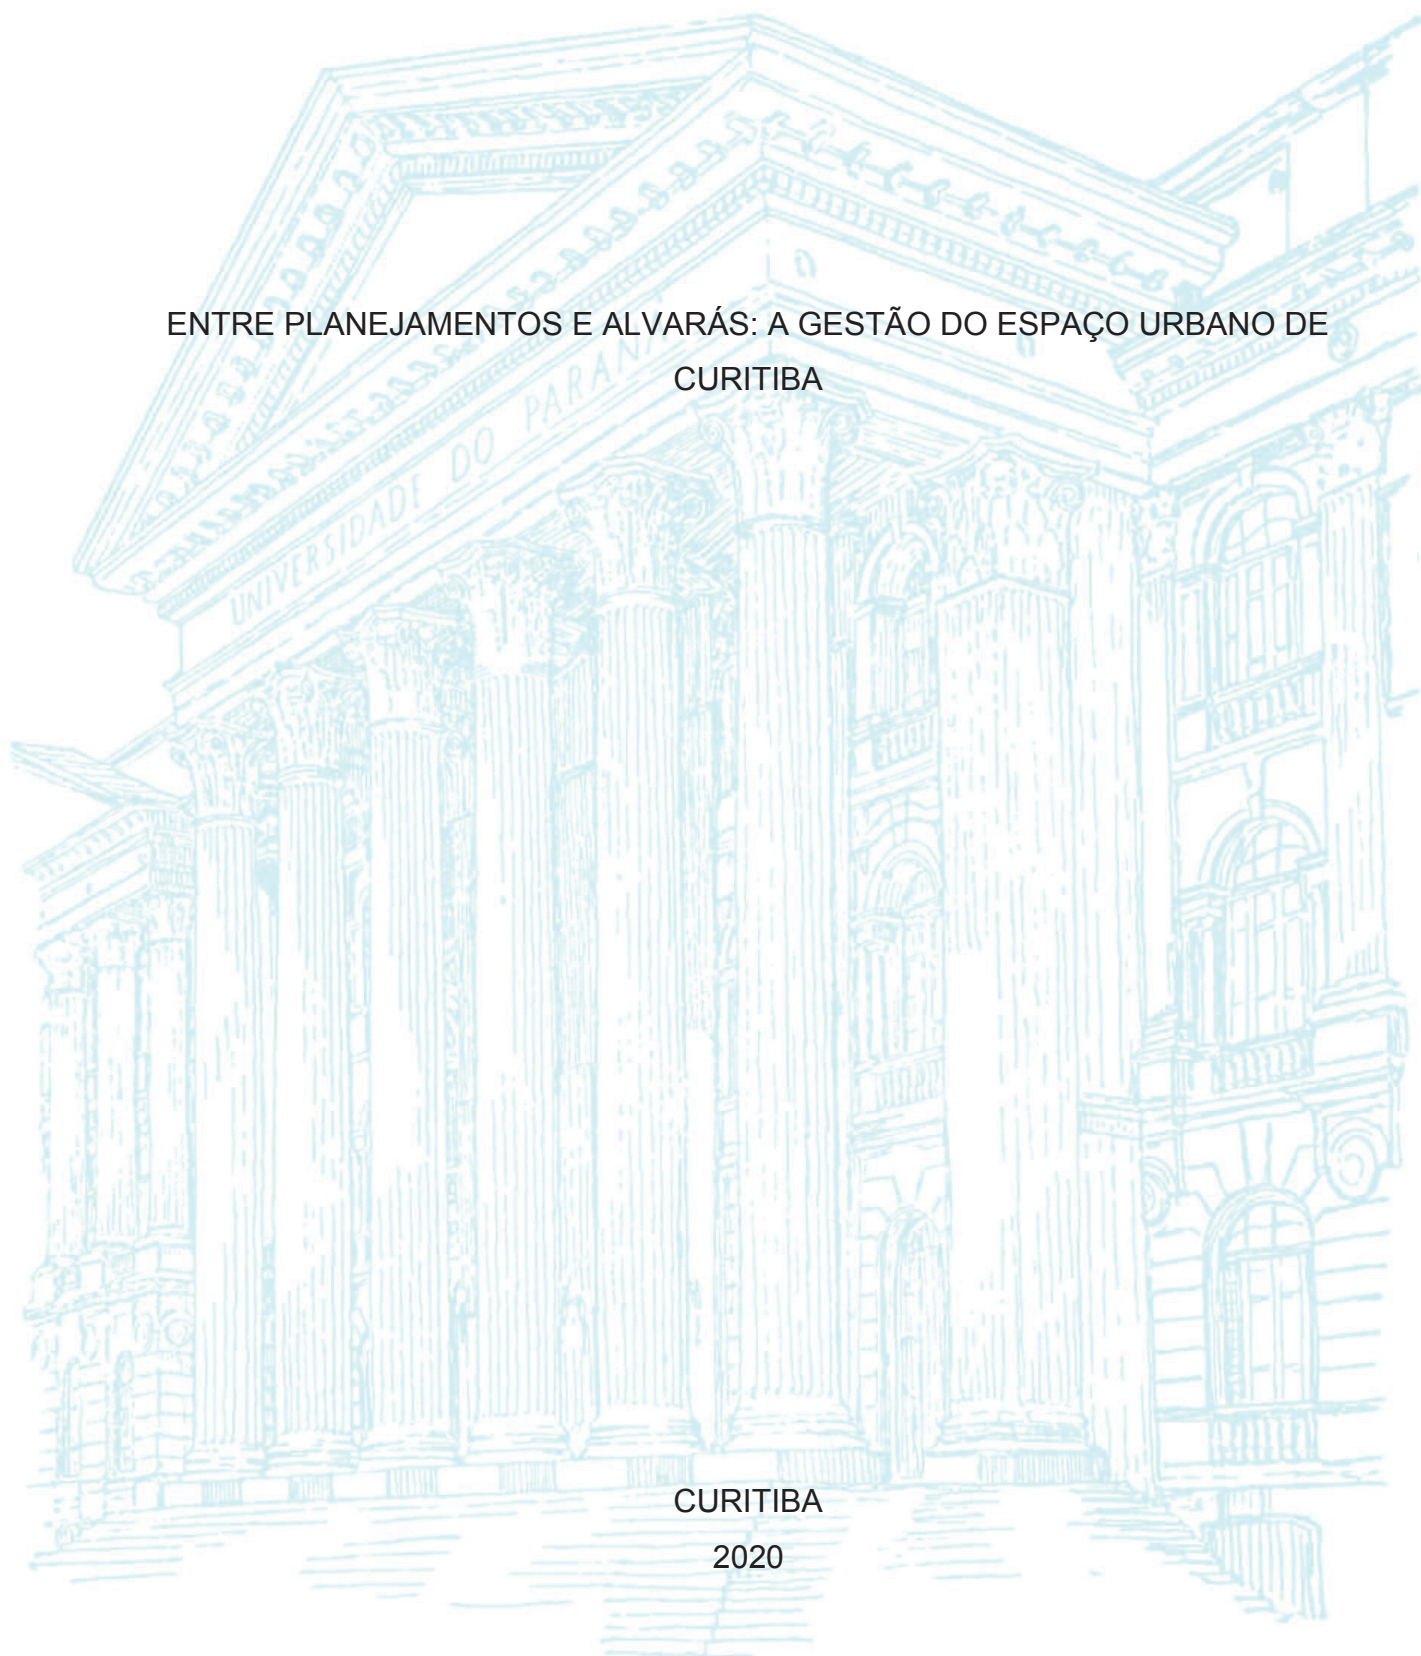 ENTRE PLANEJAMENTOS E ALVARÁS: A GESTÃO DO ESPAÇO URBANO DE
CURITIBA
UNIVERSIDADE DO PARANÁ
CURITIBA
2020